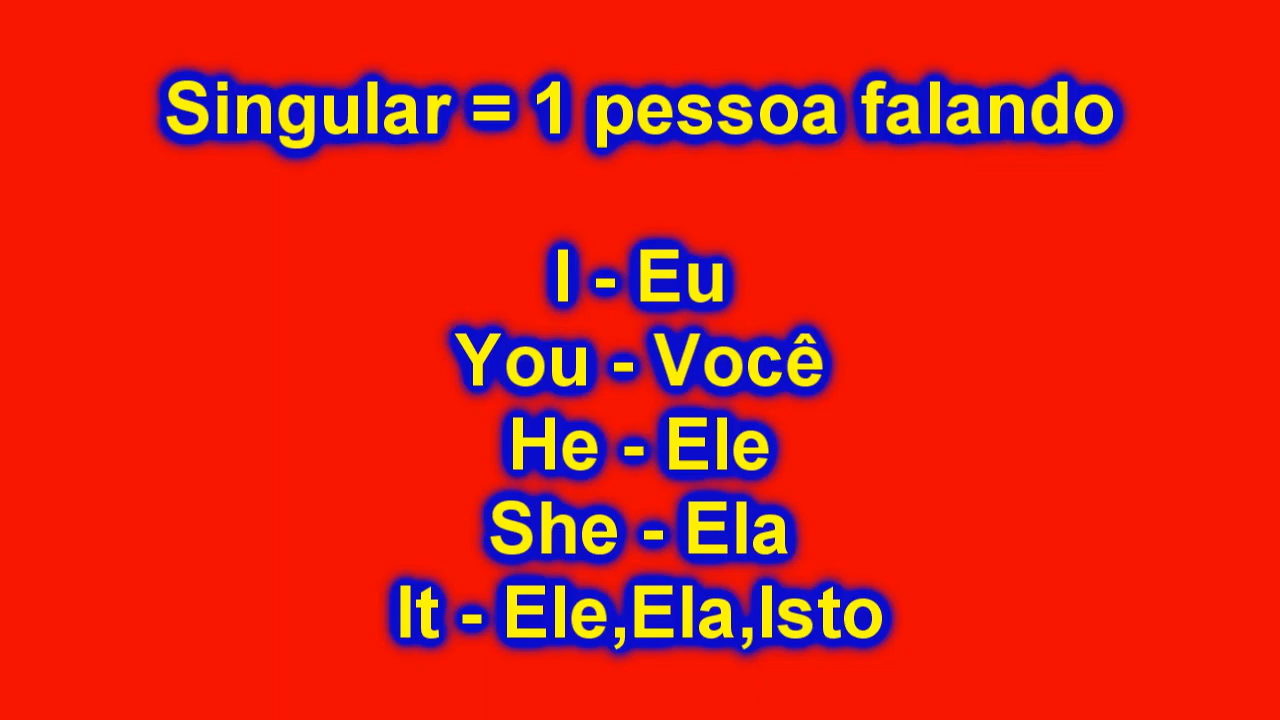 Singular = 1 pessoa falando
I - Eu
You - Você
He - Ele
She - Ela
It - Ele,Ela,Isto